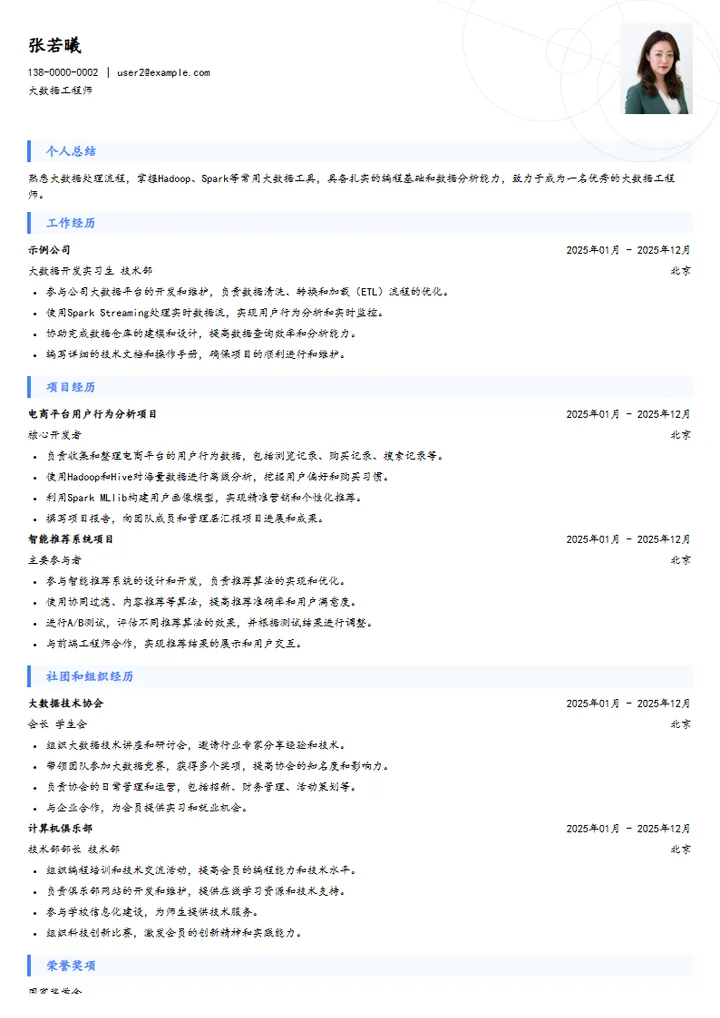 张若曦
138-0000-0002 | user2@example.com
大数据工程师
个人总结
熟悉大数据处理流程，掌握Hadoop、Spark等常用大数据工具，具备扎实的编程基础和数据分析能力，致力于成为一名优秀的大数据工程
师。
工作经历
示例公司 2025年01月 - 2025年12月
大数据开发实习生 技术部 北京
• 参与公司大数据平台的开发和维护，负责数据清洗、转换和加载（ETL）流程的优化。
• 使用Spark Streaming处理实时数据流，实现用户行为分析和实时监控。
• 协助完成数据仓库的建模和设计，提高数据查询效率和分析能力。
• 编写详细的技术文档和操作手册，确保项目的顺利进行和维护。
项目经历
电商平台用户行为分析项目 2025年01月 - 2025年12月
核心开发者 北京
• 负责收集和整理电商平台的用户行为数据，包括浏览记录、购买记录、搜索记录等。
• 使用Hadoop和Hive对海量数据进行离线分析，挖掘用户偏好和购买习惯。
• 利用Spark MLlib构建用户画像模型，实现精准营销和个性化推荐。
• 撰写项目报告，向团队成员和管理层汇报项目进展和成果。
智能推荐系统项目 2025年01月 - 2025年12月
主要参与者 北京
• 参与智能推荐系统的设计和开发，负责推荐算法的实现和优化。
• 使用协同过滤、内容推荐等算法，提高推荐准确率和用户满意度。
• 进行A/B测试，评估不同推荐算法的效果，并根据测试结果进行调整。
• 与前端工程师合作，实现推荐结果的展示和用户交互。
社团和组织经历
大数据技术协会 2025年01月 - 2025年12月
会长 学生会 北京
• 组织大数据技术讲座和研讨会，邀请行业专家分享经验和技术。
• 带领团队参加大数据竞赛，获得多个奖项，提高协会的知名度和影响力。
• 负责协会的日常管理和运营，包括招新、财务管理、活动策划等。
• 与企业合作，为会员提供实习和就业机会。
计算机俱乐部 2025年01月 - 2025年12月
技术部部长 技术部 北京
• 组织编程培训和技术交流活动，提高会员的编程能力和技术水平。
• 负责俱乐部网站的开发和维护，提供在线学习资源和技术支持。
• 参与学校信息化建设，为师生提供技术服务。
• 组织科技创新比赛，激发会员的创新精神和实践能力。
荣誉奖项
国家奖学金